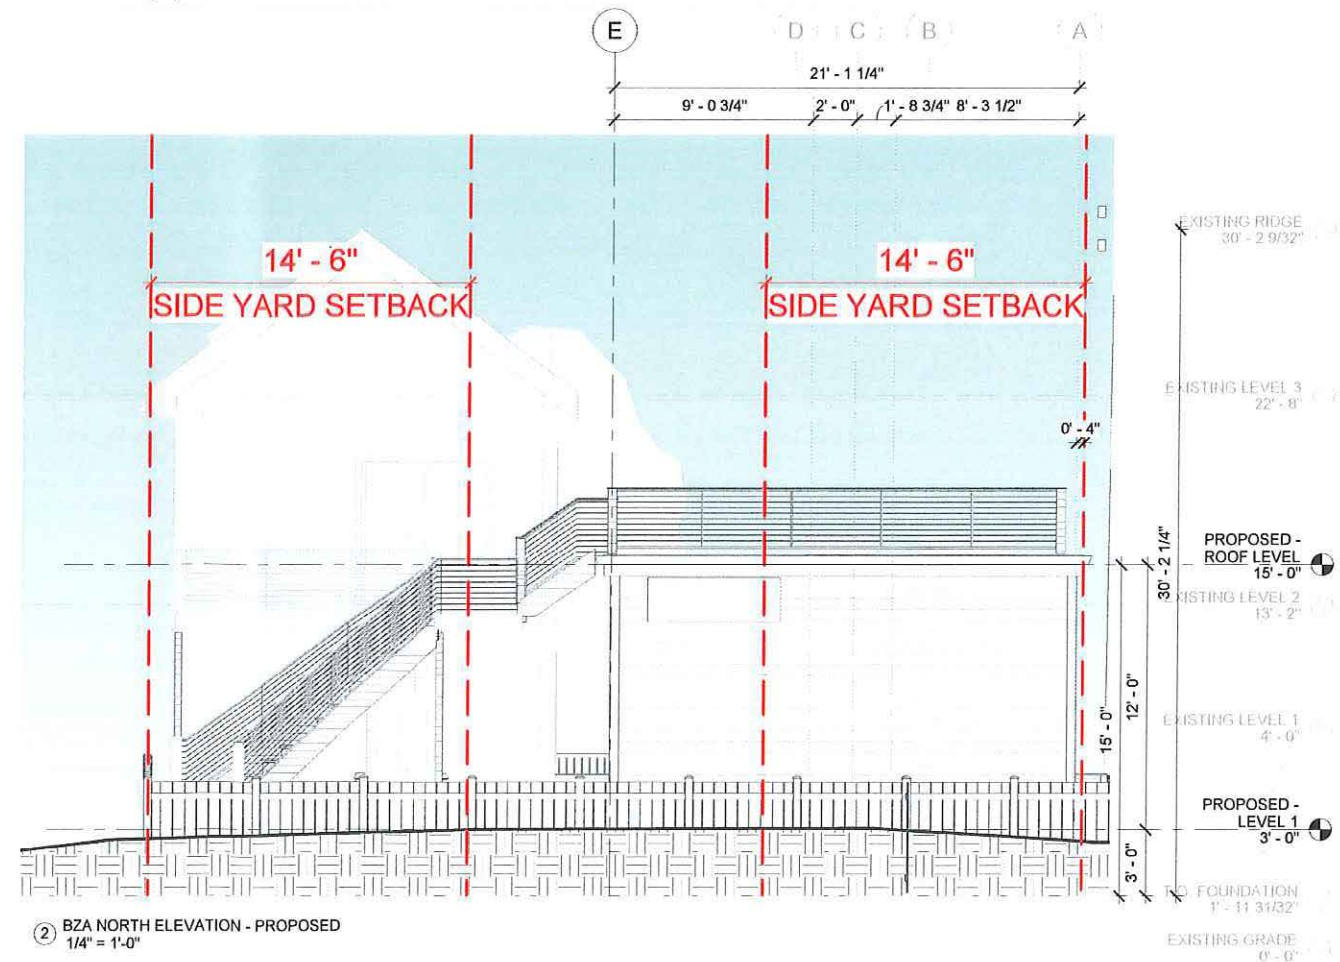 E
D
C
B
A
21' - 1 1/4"
9' - 0 3/4"
2' - 0"
1' - 8 3/4"
8' - 3 1/2"
14' - 6"
SIDE YARD SETBACK
14' - 6"
SIDE YARD SETBACK
EXISTING RIDGE
30' - 2 9/32"
EXISTING LEVEL 3
22' - 8"
0' - 4"
30' - 2 1/4"
PROPOSED -
ROOF LEVEL
15' - 0"
EXISTING LEVEL 2
13' - 2"
12' - 0"
15' - 0"
EXISTING LEVEL 1
4' - 0"
PROPOSED -
LEVEL 1
3' - 0"
3' - 0"
T.O. FOUNDATION
1' - 11 31/32"
EXISTING GRADE
0' - 0"
2
BZA NORTH ELEVATION - PROPOSED
1/4" = 1'-0"